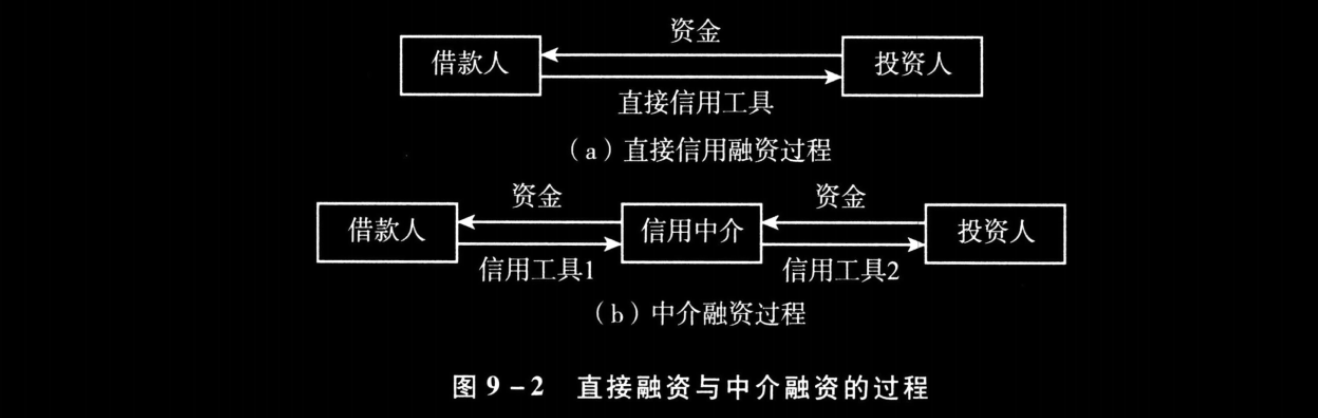 资金
借款人
投资人
直接信用工具
（a）直接信用融资过程
资金
资金
借款人
信用中介
投资人
信用工具1
信用工具2
（b）中介融资过程
图 9-2 直接融资与中介融资的过程